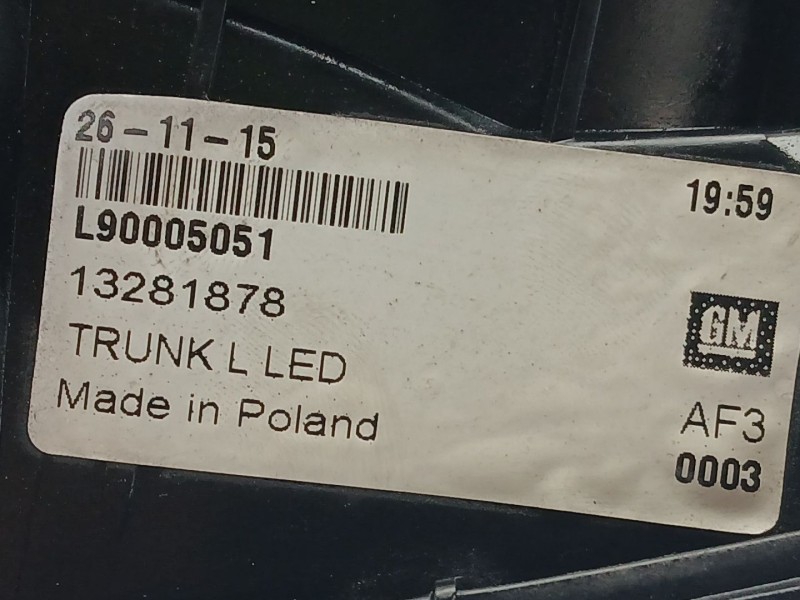 26-11-15
19:59
L90005051
13281878
GM
TRUNK L LED
Made in Poland
AF3
0003